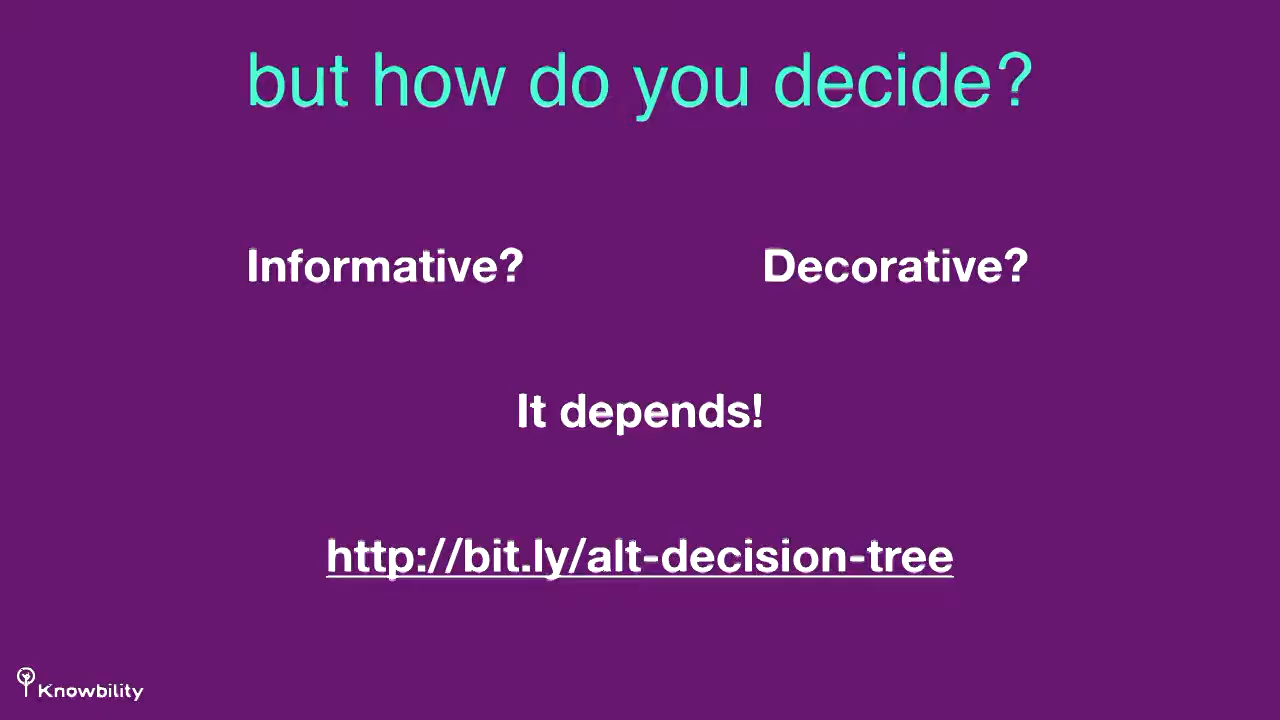 but how do you decide?
Informative? Decorative?
It depends!
http://bit.ly/alt-decision-tree
Knowbility